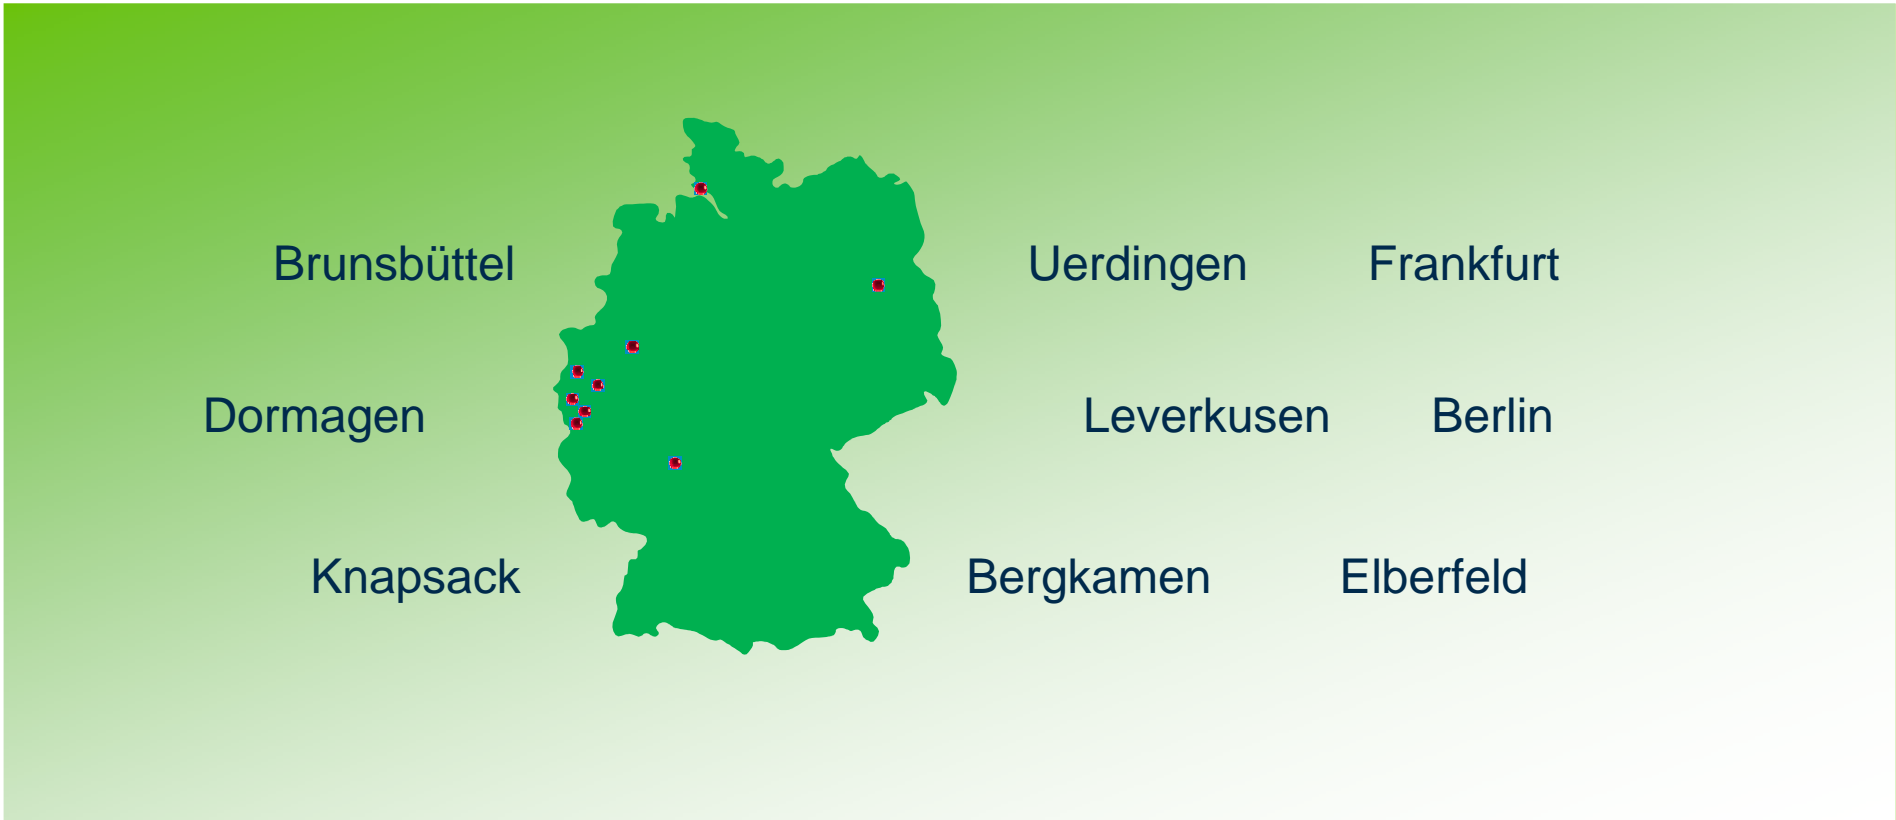 Brunsbüttel Uerdingen Frankfurt
Dormagen Leverkusen Berlin
Knapsack Bergkamen Elberfeld